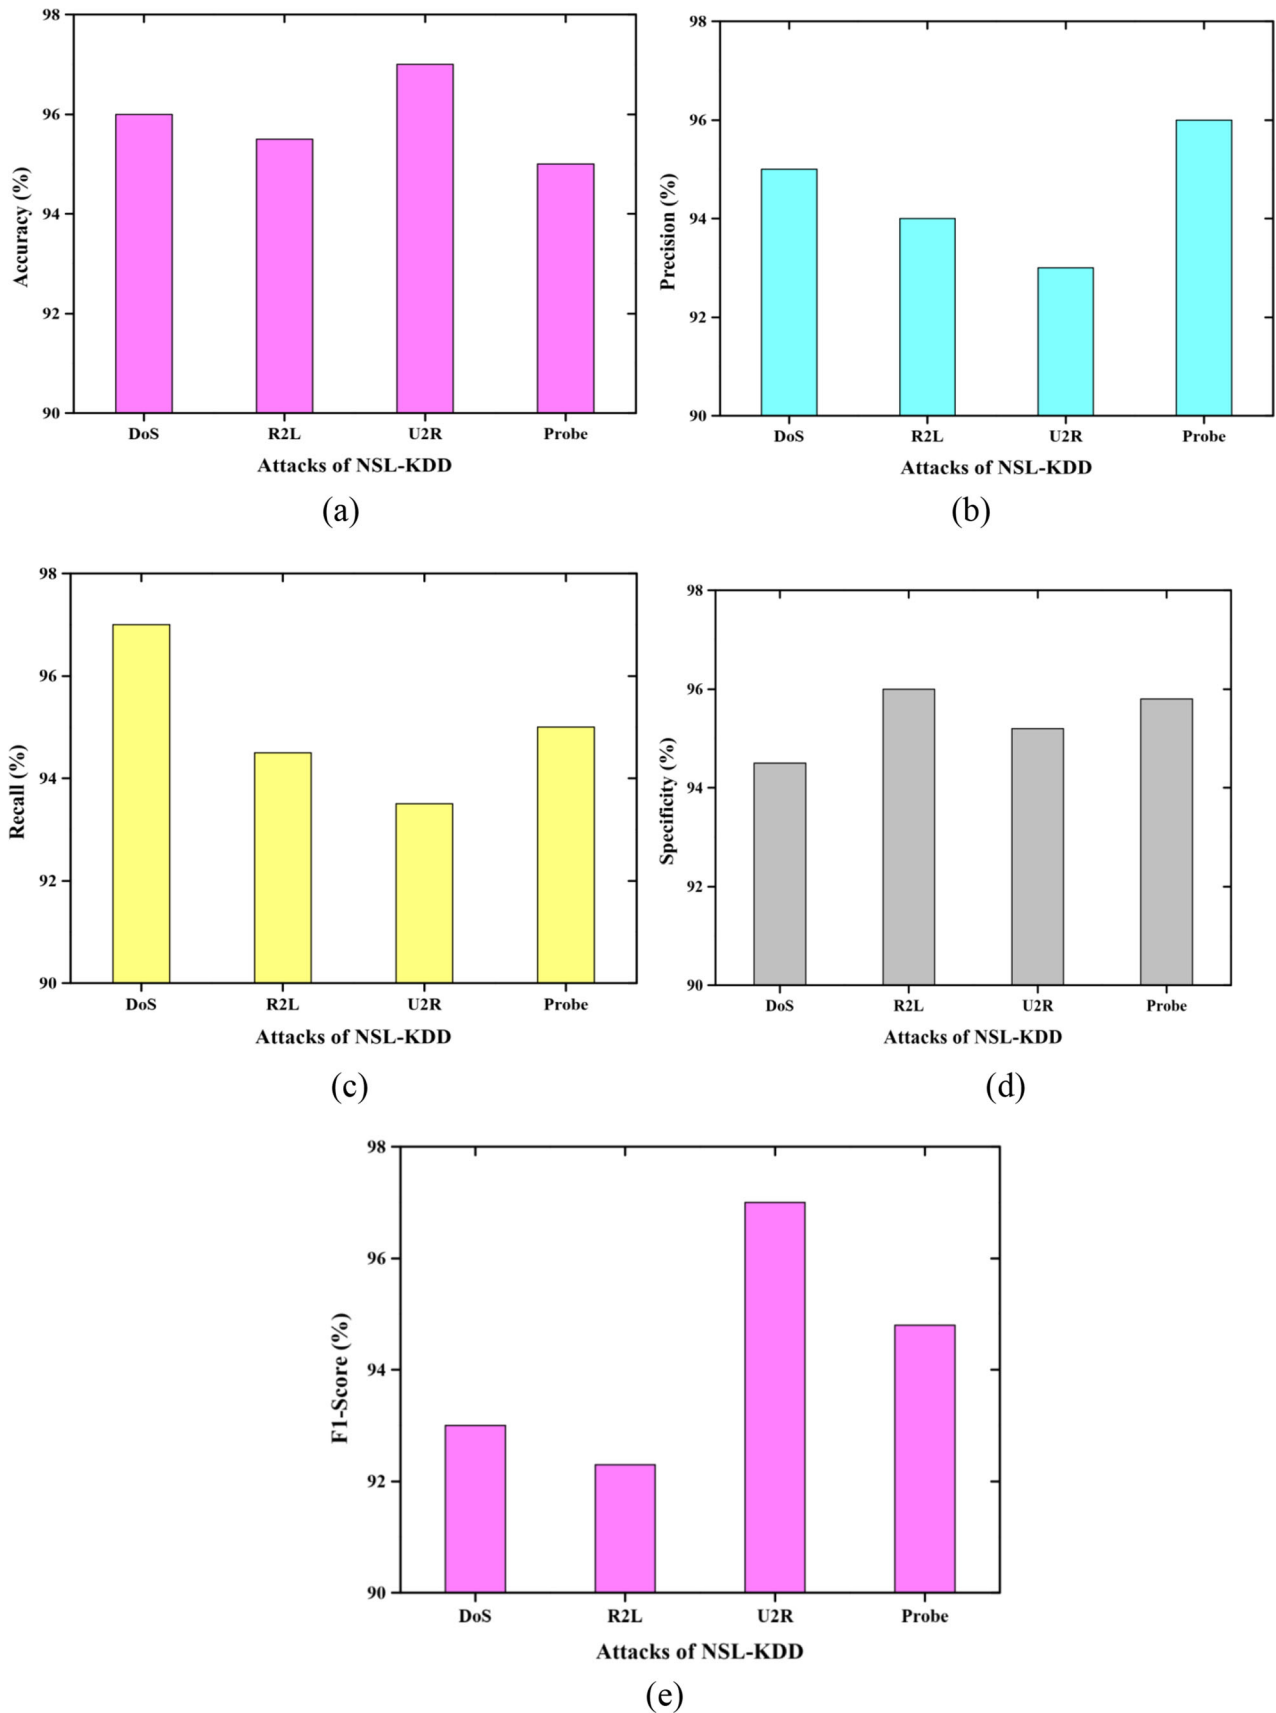 98
96
94
92
90
Accuracy (%)
DoS R2L U2R Probe
Attacks of NSL-KDD
(a)
98
96
94
92
90
Precision (%)
DoS R2L U2R Probe
Attacks of NSL-KDD
(b)
98
96
94
92
90
Recall (%)
DoS R2L U2R Probe
Attacks of NSL-KDD
(c)
98
96
94
92
90
Specificity (%)
DoS R2L U2R Probe
Attacks of NSL-KDD
(d)
98
96
94
92
90
F1-Score (%)
DoS R2L U2R Probe
Attacks of NSL-KDD
(e)